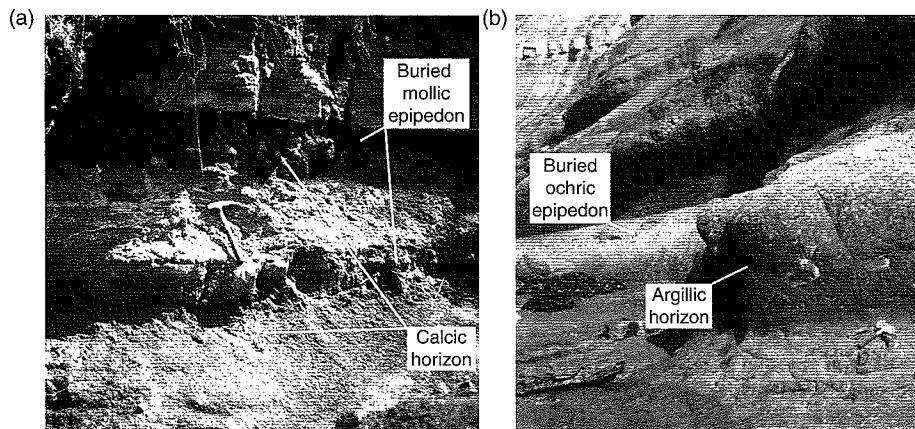 (a)
Buried
mollic
epipedon
Calcic
horizon
(b)
Buried
ochric
epipedon
Argillic
horizon